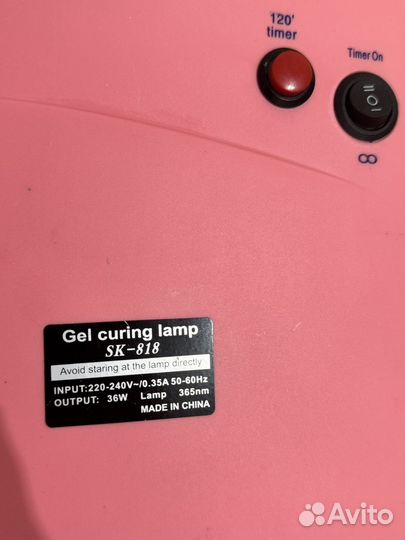 120'
timer
Timer On
II
O
I
∞
Gel curing lamp
SK-818
Avoid staring at the lamp directly
INPUT:220-240V~/0.35A 50-60Hz
OUTPUT: 36W Lamp 365nm
MADE IN CHINA
Avito